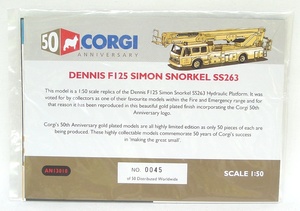 50 CORGI
ANNIVERSARY
DENNIS F125 SIMON SNORKEL SS263
This model is a 1:50 scale replica of the Dennis F125 Simon Snorkel SS263 Hydraulic Platform. It was
voted for by collectors as one of their favourite models within the Fire and Emergency range and for
that reason it has been reproduced in this beautiful gold plated finish incorporating the Corgi 50th
Anniversary logo.
Corgi's 50th Anniversary gold plated models are all highly limited edition as only 50 pieces of each are
being produced. These highly collectable models commemorate 50 years of Corgi's success
in 'making the great small'.
NO. 0045
of 50 Distributed Worldwide
SCALE 1:50